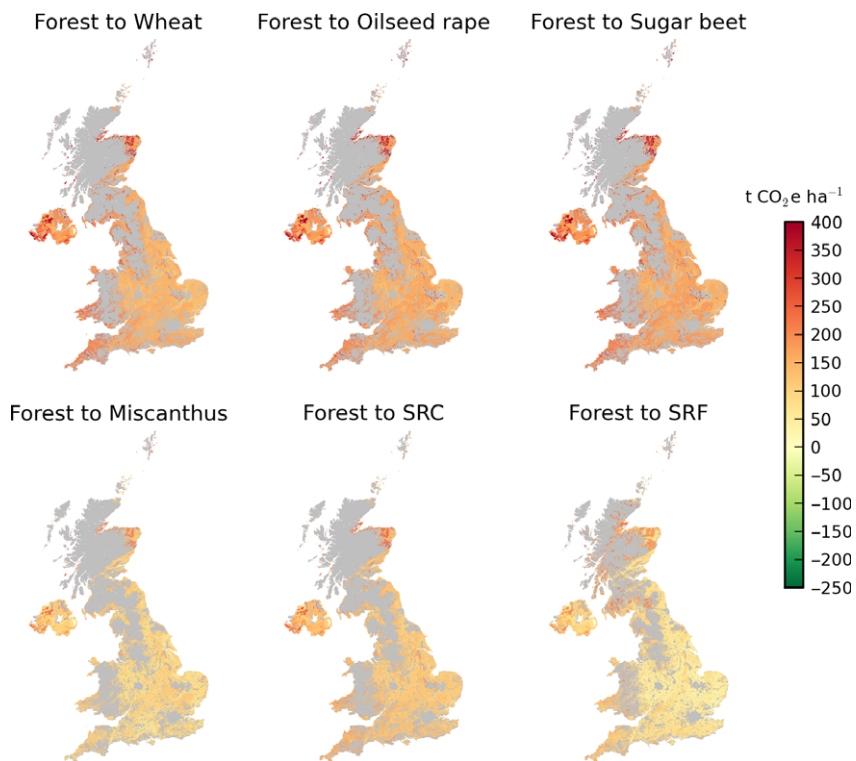 Forest to Wheat
Forest to Oilseed rape
Forest to Sugar beet
t CO₂e ha⁻¹
400
350
300
250
200
150
100
50
0
−50
−100
−150
−200
−250
Forest to Miscanthus
Forest to SRC
Forest to SRF